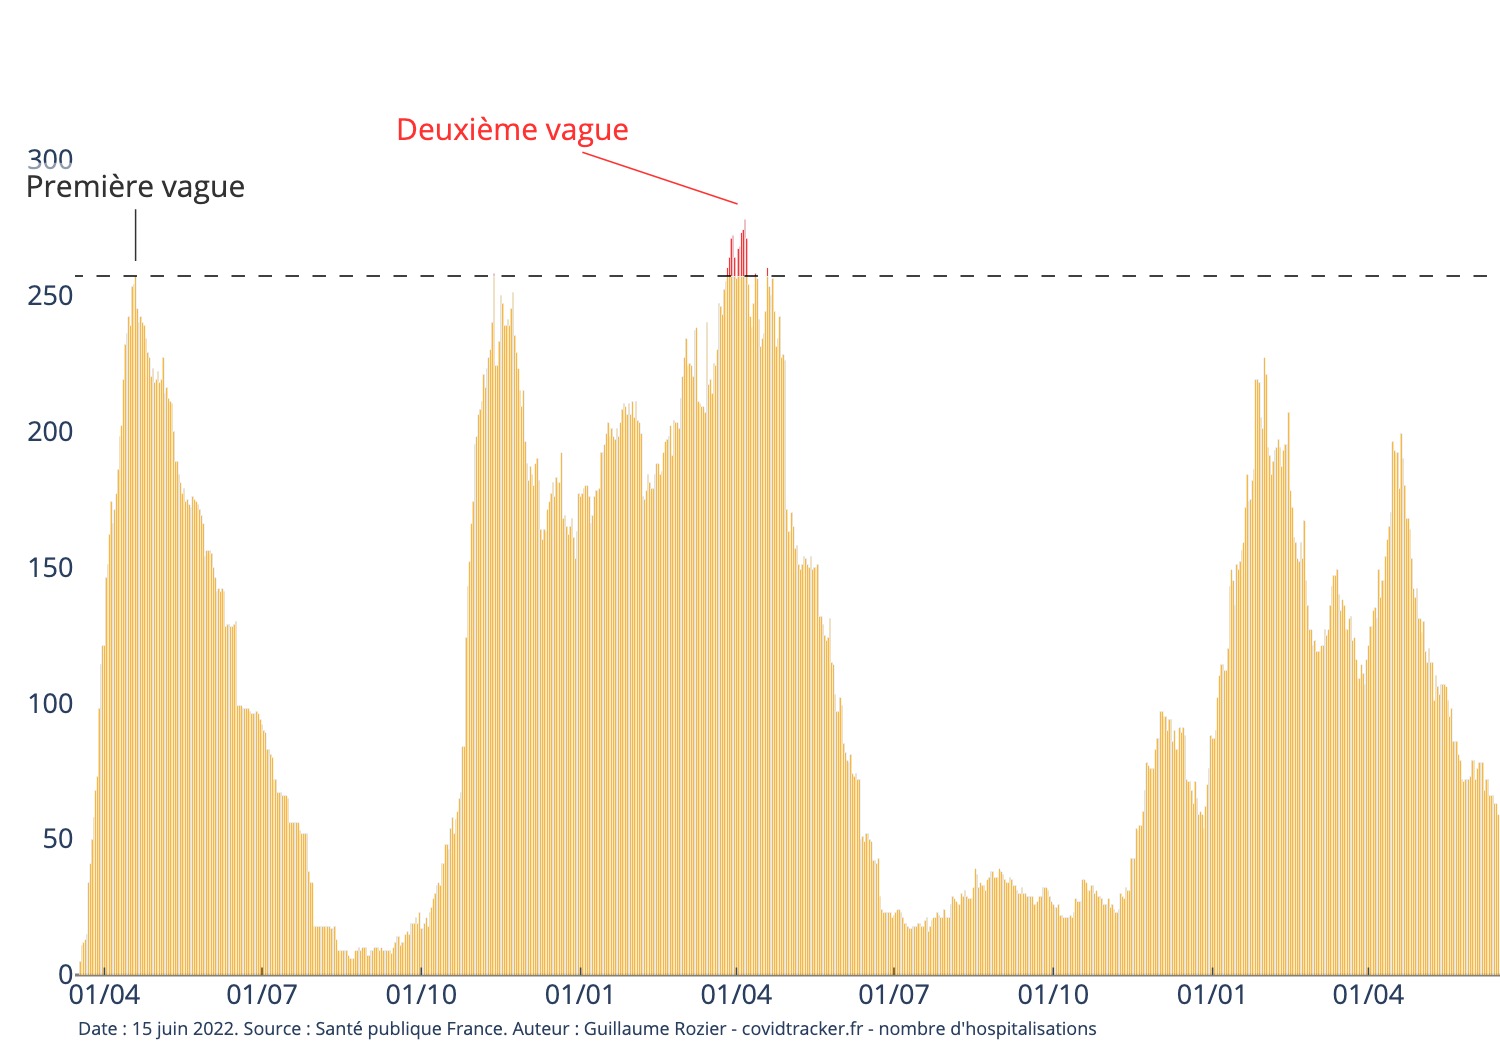 Deuxième vague
300
Première vague
250
200
150
100
50
0
01/04 01/07 01/10 01/01 01/04 01/07 01/10 01/01 01/04
Date : 15 juin 2022. Source : Santé publique France. Auteur : Guillaume Rozier - covidtracker.fr - nombre d'hospitalisations